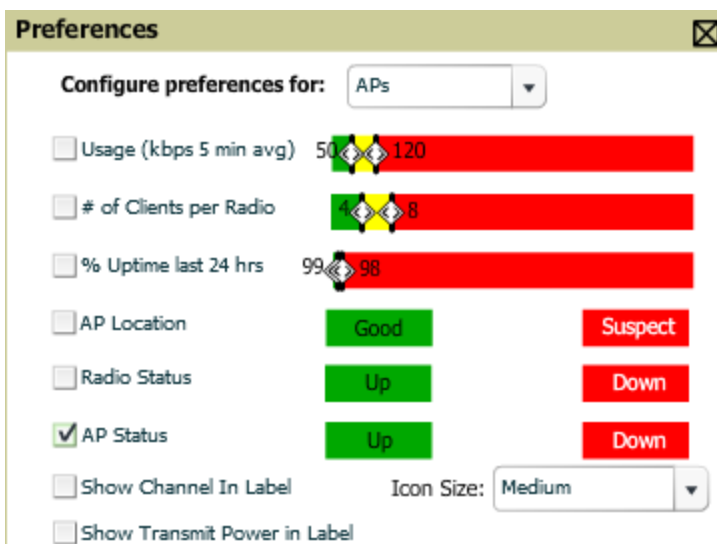 Preferences
Configure preferences for: APs
Usage (kbps 5 min avg) 50 120
# of Clients per Radio 4 8
% Uptime last 24 hrs 99 98
AP Location Good Suspect
Radio Status Up Down
AP Status Up Down
Show Channel In Label Icon Size: Medium
Show Transmit Power in Label